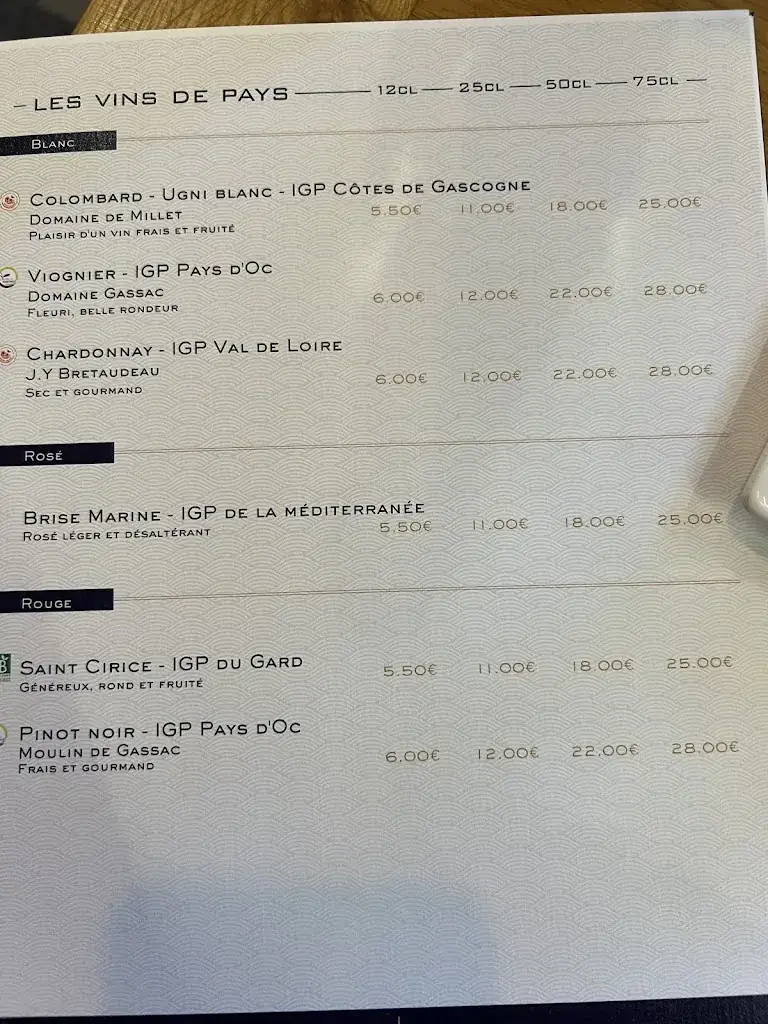 LES VINS DE PAYS 12CL 25CL 50CL 75CL
BLANC
COLOMBARD - UGNI BLANC - IGP CÔTES DE GASCOGNE
DOMAINE DE MILLET 5.50€ 11.00€ 18.00€ 25.00€
PLAISIR D'UN VIN FRAIS ET FRUITÉ
VIOGNIER - IGP PAYS D'OC
DOMAINE GASSAC 6.00€ 12.00€ 22.00€ 28.00€
FLEURI, BELLE RONDEUR
CHARDONNAY - IGP VAL DE LOIRE
J.Y BRETAUDEAU 6.00€ 12.00€ 22.00€ 28.00€
SEC ET GOURMAND
ROSÉ
BRISE MARINE - IGP DE LA MÉDITERRANÉE
ROSÉ LÉGER ET DÉSALTÉRANT 5.50€ 11.00€ 18.00€ 25.00€
ROUGE
SAINT CIRICE - IGP DU GARD 5.50€ 11.00€ 18.00€ 25.00€
GÉNÉREUX, ROND ET FRUITÉ
PINOT NOIR - IGP PAYS D'OC
MOULIN DE GASSAC 6.00€ 12.00€ 22.00€ 28.00€
FRAIS ET GOURMAND